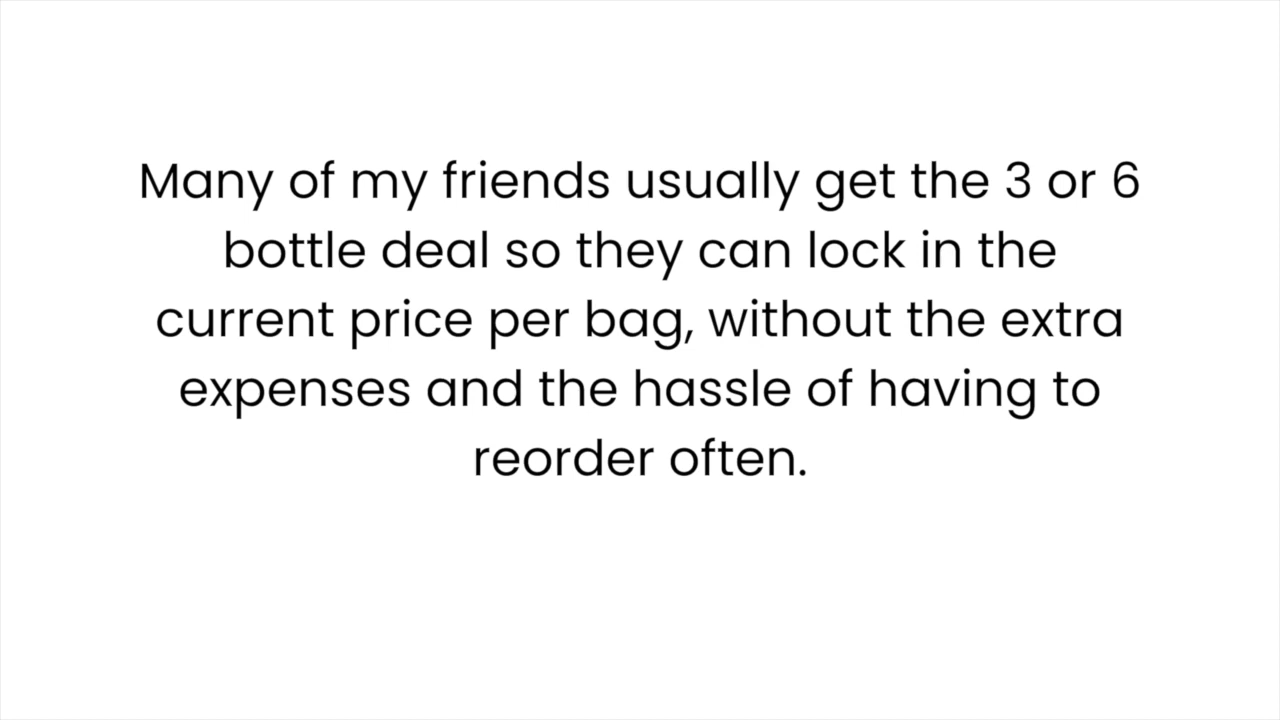 Many of my friends usually get the 3 or 6
bottle deal so they can lock in the
current price per bag, without the extra
expenses and the hassle of having to
reorder often.